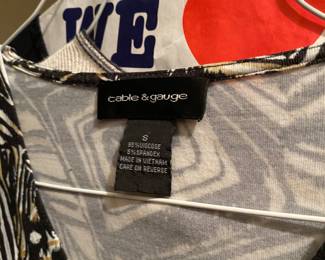 WE
cable & gauge
S
95%VISCOSE
5%SPANDEX
MADE IN VIETNAM
CARE ON REVERSE